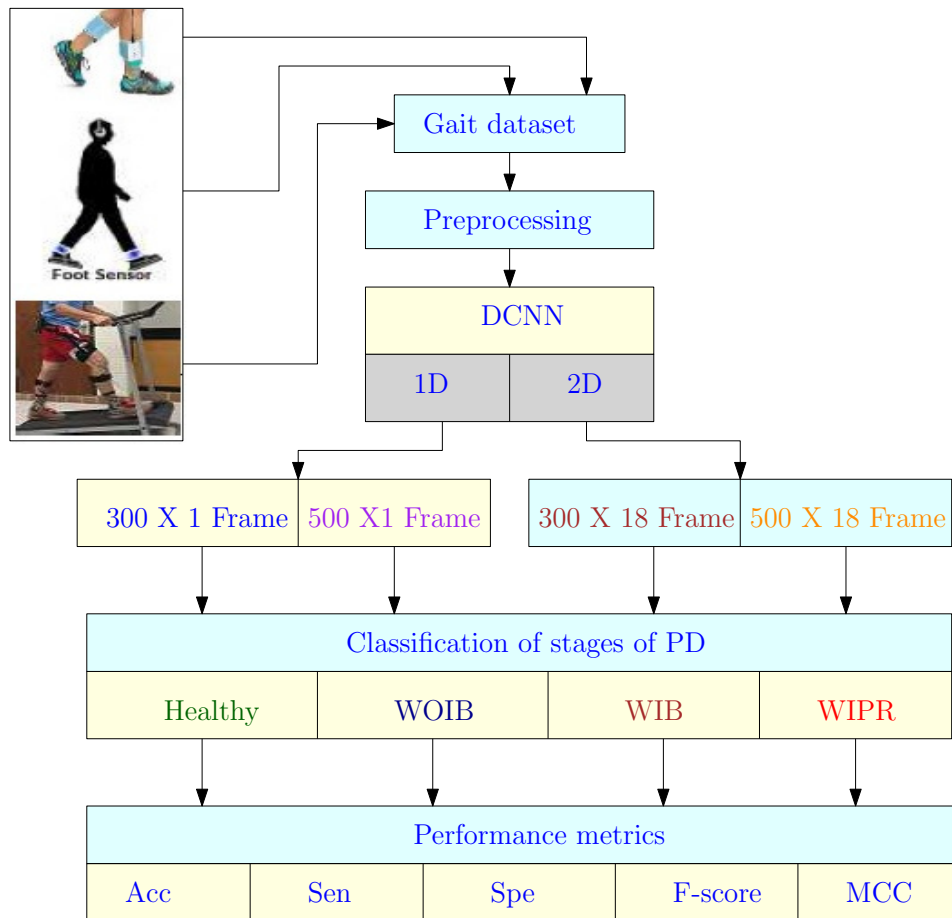 Gait dataset
Foot Sensor
Preprocessing
DCNN
1D 2D
300 X 1 Frame 500 X1 Frame 300 X 18 Frame 500 X 18 Frame
Classification of stages of PD
Healthy WOIB WIB WIPR
Performance metrics
Acc Sen Spe F-score MCC